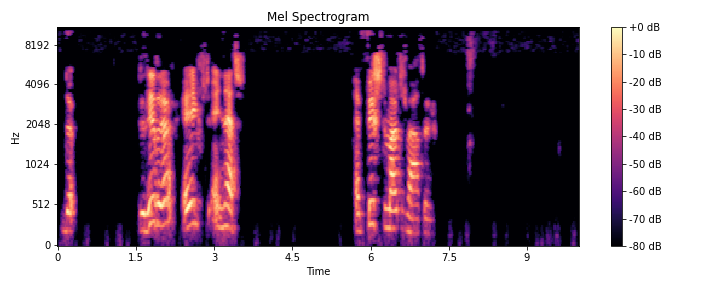 Mel Spectrogram
Hz
8192
4096
2048
1024
512
0
0 1.5 3 4.5 6 7.5 9
Time
+0 dB
-10 dB
-20 dB
-30 dB
-40 dB
-50 dB
-60 dB
-70 dB
-80 dB